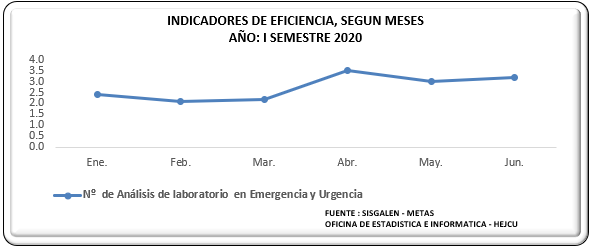 INDICADORES DE EFICIENCIA, SEGUN MESES
AÑO: I SEMESTRE 2020
4.0
3.5
3.0
2.5
2.0
1.5
1.0
0.5
0.0
Ene. Feb. Mar. Abr. May. Jun.
Nº de Análisis de laboratorio en Emergencia y Urgencia
FUENTE : SISGALEN - METAS
OFICINA DE ESTADISTICA E INFORMATICA - HEJCU